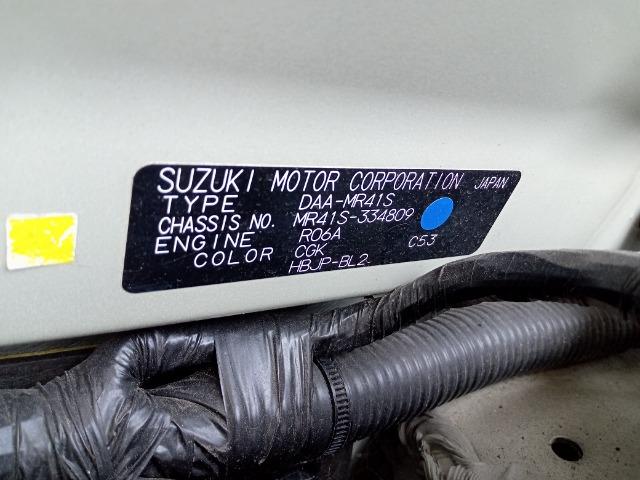 SUZUKI MOTOR CORPORATION JAPAN
TYPE DAA-MR41S
CHASSIS NO. MR41S-334809
ENGINE R06A
COLOR CGK C53
HBJP-BL2